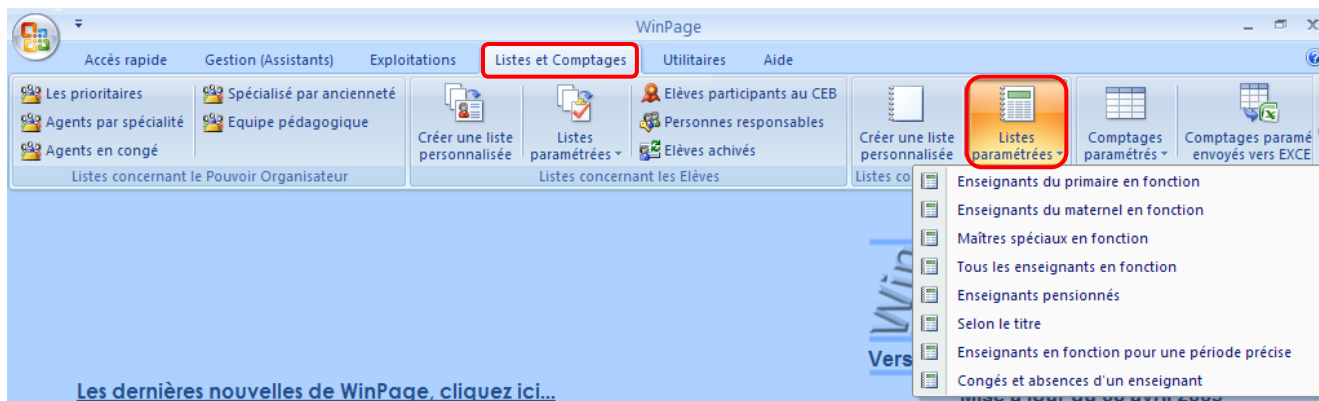 WinPage
Accès rapide Gestion (Assistants) Exploitations Listes et Comptages Utilitaires Aide
Les prioritaires
Agents par spécialité
Agents en congé
Spécialisé par ancienneté
Equipe pédagogique
Listes concernant le Pouvoir Organisateur
Créer une liste
personnalisée
Listes
paramétrées
Elèves participants au CEB
Personnes responsables
Elèves achivés
Listes concernant les Elèves
Créer une liste
personnalisée
Listes
paramétrées
Listes co
Comptages
paramétrés
Comptages paramé
envoyés vers EXCE
Enseignants du primaire en fonction
Enseignants du maternel en fonction
Maîtres spéciaux en fonction
Tous les enseignants en fonction
Enseignants pensionnés
Selon le titre
Enseignants en fonction pour une période précise
Congés et absences d'un enseignant
Win
Vers
Les dernières nouvelles de WinPage, cliquez ici...